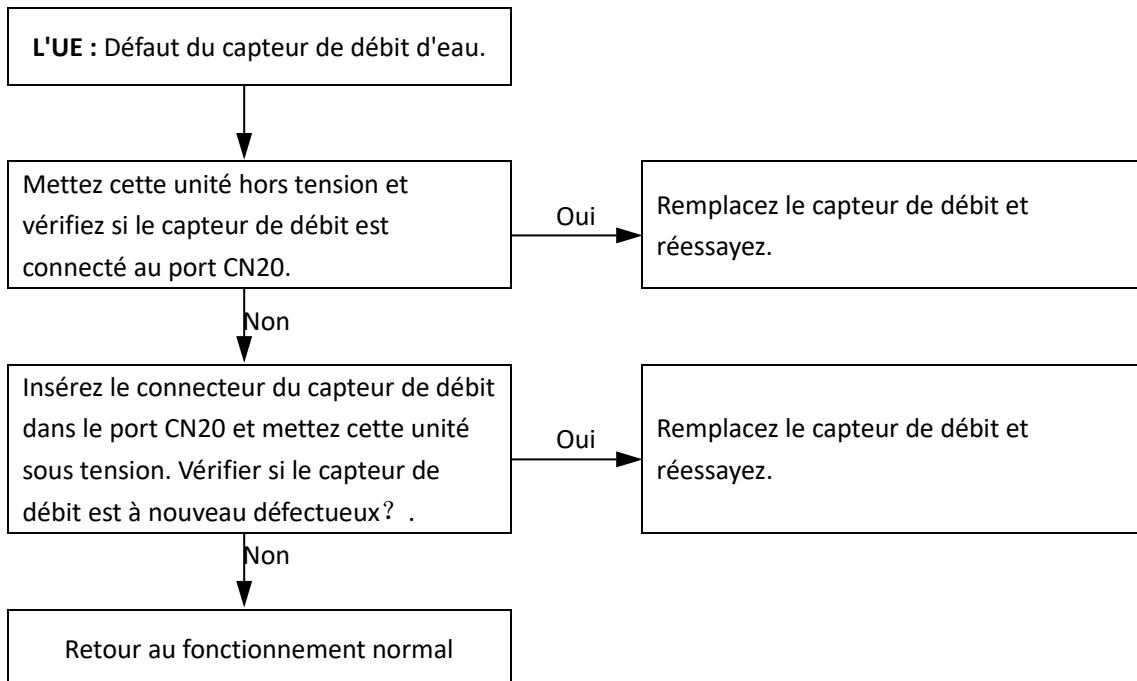 L'UE : Défaut du capteur de débit d'eau.
Mettez cette unité hors tension et
vérifiez si le capteur de débit est
connecté au port CN20.
Oui
Remplacez le capteur de débit et
réessayez.
Non
Insérez le connecteur du capteur de débit
dans le port CN20 et mettez cette unité
sous tension. Vérifier si le capteur de
débit est à nouveau défectueux？ .
Oui
Remplacez le capteur de débit et
réessayez.
Non
Retour au fonctionnement normal